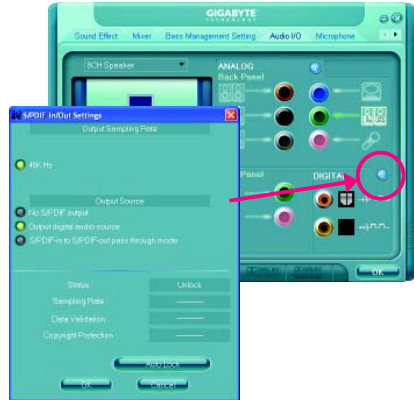 GIGABYTE
Sound Effect Mixer Bass Management Setting Audio I/O Microphone
8CH Speaker
ANALOG
Back Panel
Panel
DIGITAL
OK
S/PDIF In/Out Settings
Output Sampling Rate
48K Hz
Output Source
No S/PDIF output
Output digital audio source
S/PDIF-in to S/PDIF-out pass through mode
Status : Unlock
Sampling Rate :
Data Validation :
Copyright Protection :
Auto Lock
OK Cancel